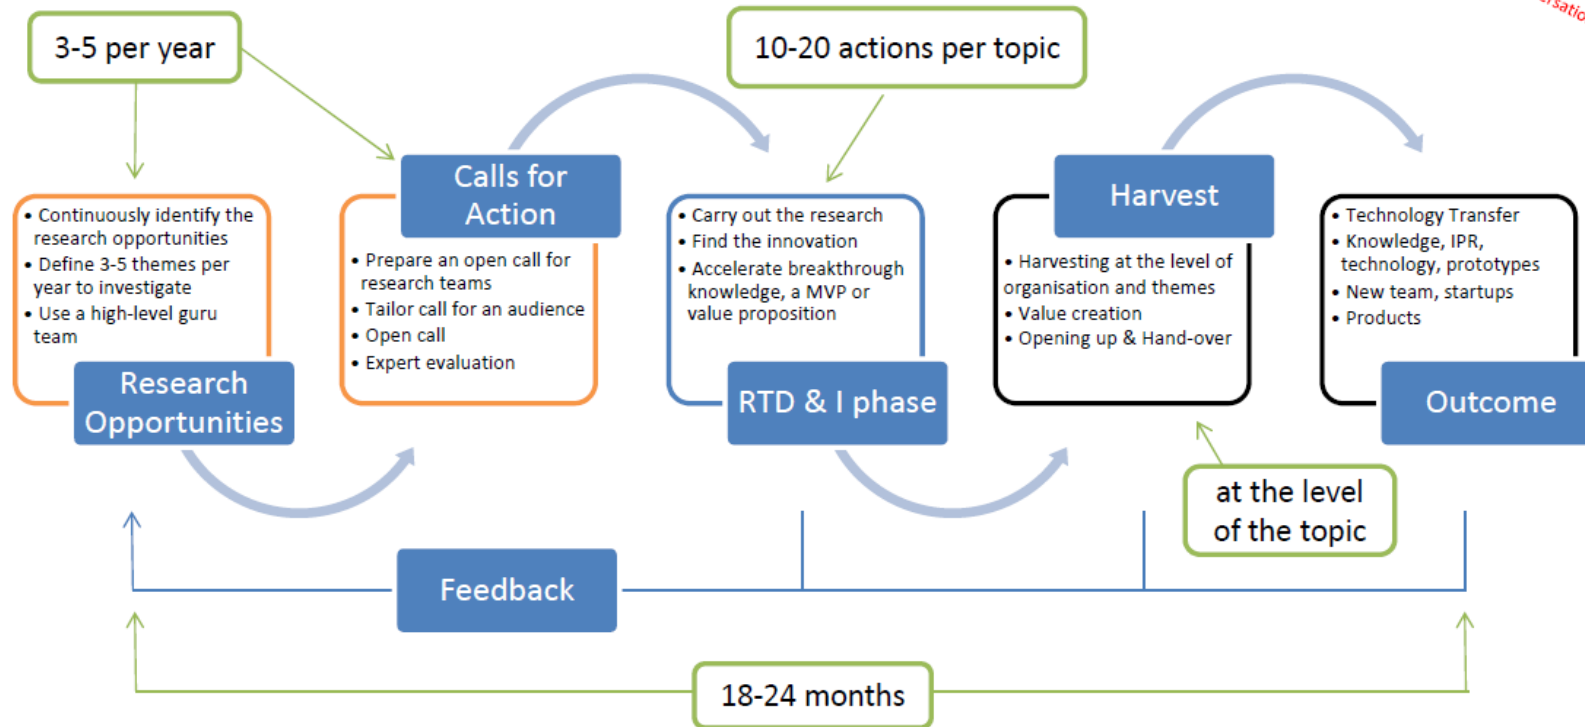 3-5 per year
10-20 actions per topic
• Continuously identify the
research opportunities
• Define 3-5 themes per
year to investigate
• Use a high-level guru
team
Research
Opportunities
Calls for
Action
• Prepare an open call for
research teams
• Tailor call for an audience
• Open call
• Expert evaluation
• Carry out the research
• Find the innovation
• Accelerate breakthrough
knowledge, a MVP or
value proposition
RTD & I phase
Harvest
• Harvesting at the level of
organisation and themes
• Value creation
• Opening up & Hand-over
• Technology Transfer
• Knowledge, IPR,
technology, prototypes
• New team, startups
• Products
Outcome
at the level
of the topic
Feedback
18-24 months